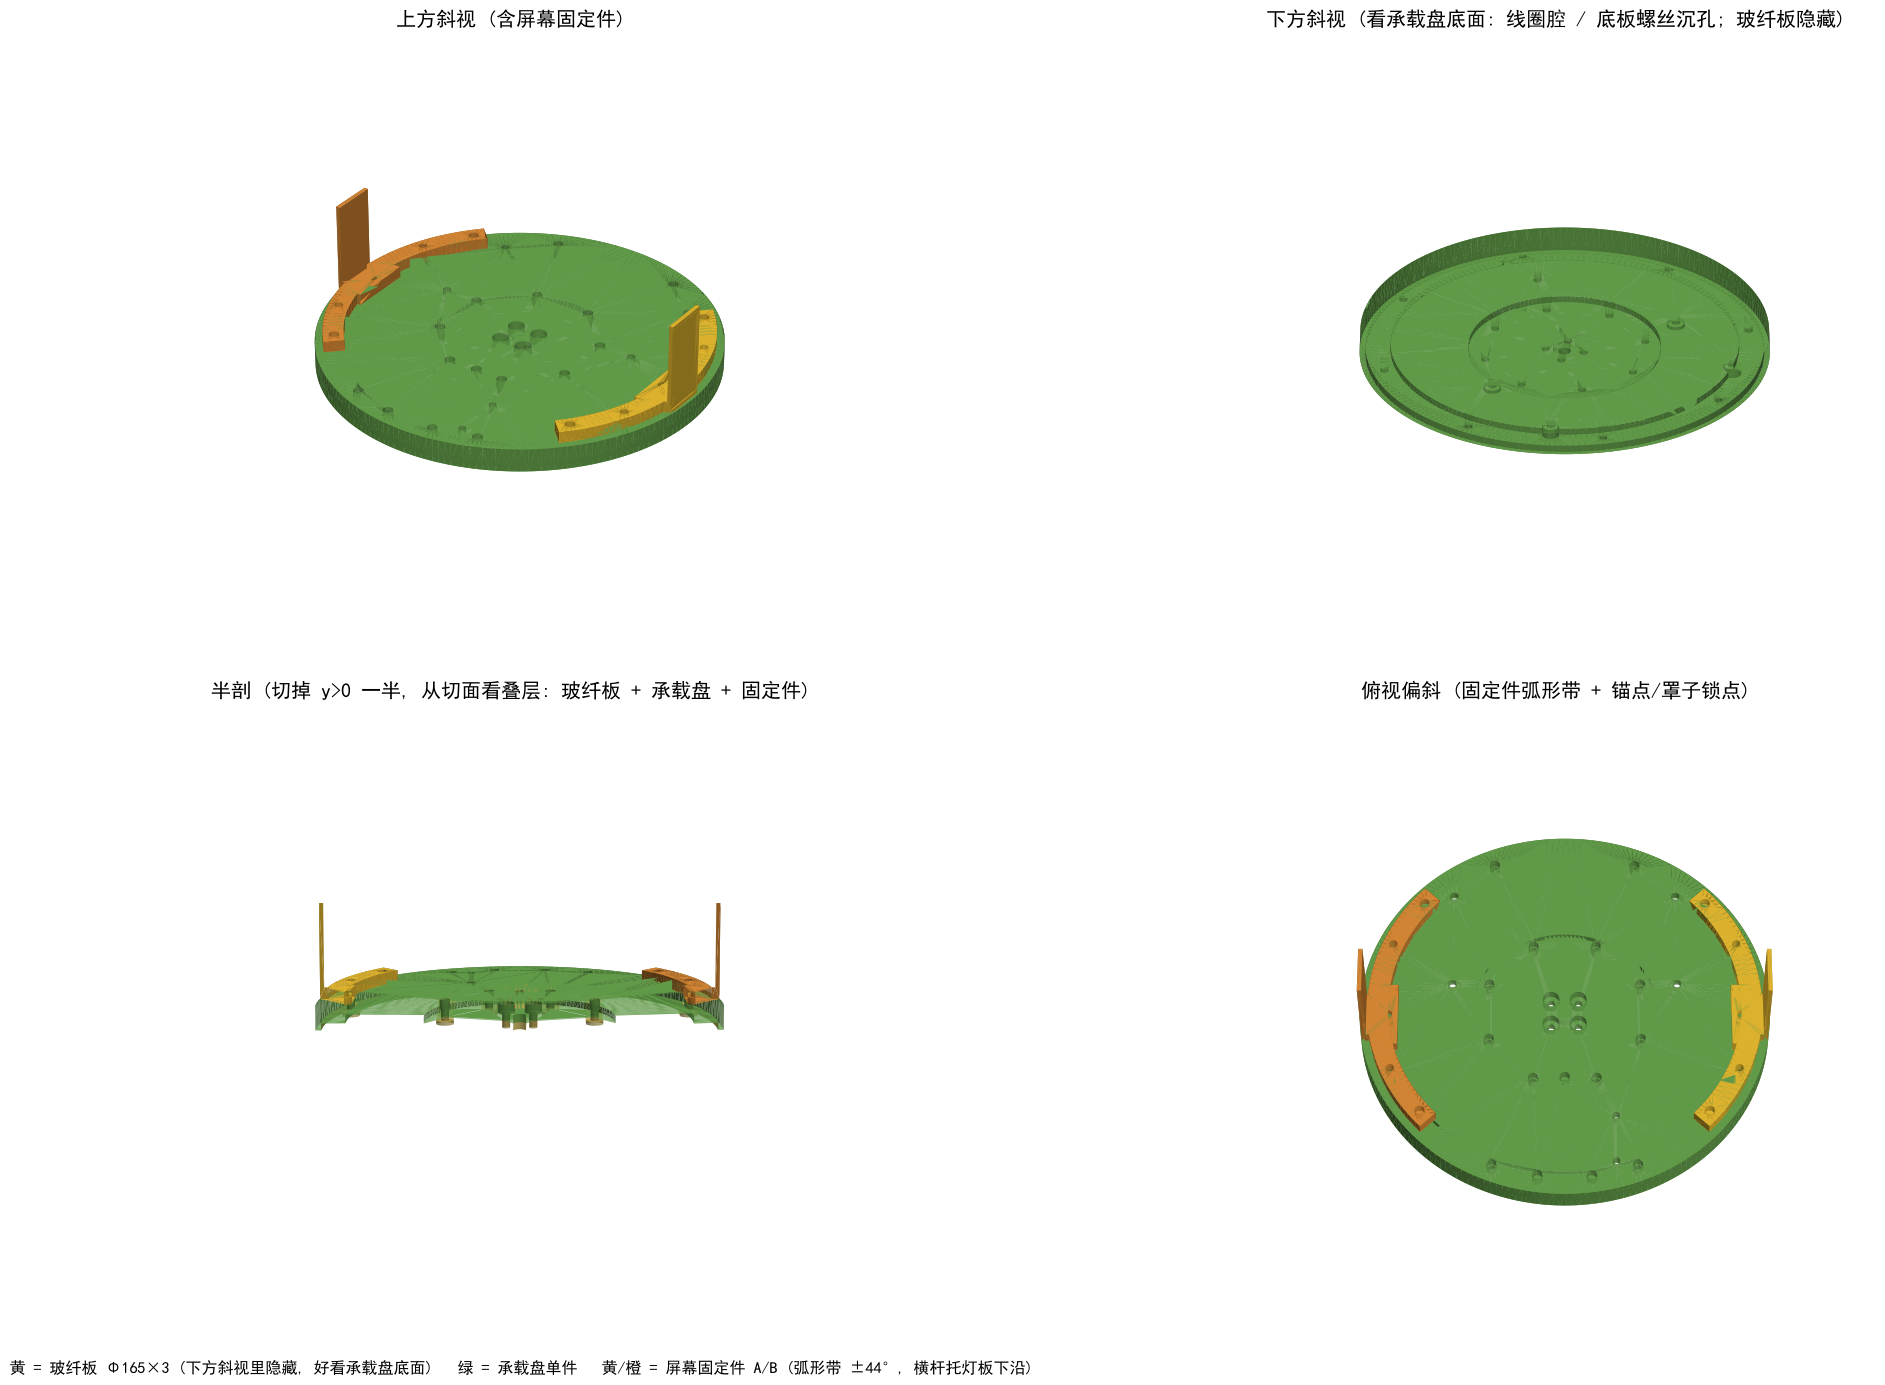 上方斜视 (含屏幕固定件)
下方斜视 (看承载盘底面: 线圈腔 / 底板螺丝沉孔; 玻纤板隐藏)
半剖 (切掉 y>0 一半, 从切面看叠层: 玻纤板 + 承载盘 + 固定件)
俯视偏斜 (固定件弧形带 + 锚点/罩子锁点)
黄 = 玻纤板 Φ165×3 (下方斜视里隐藏, 好看承载盘底面)  绿 = 承载盘单件  黄/橙 = 屏幕固定件 A/B (弧形带 ±44°, 横杆托灯板下沿)